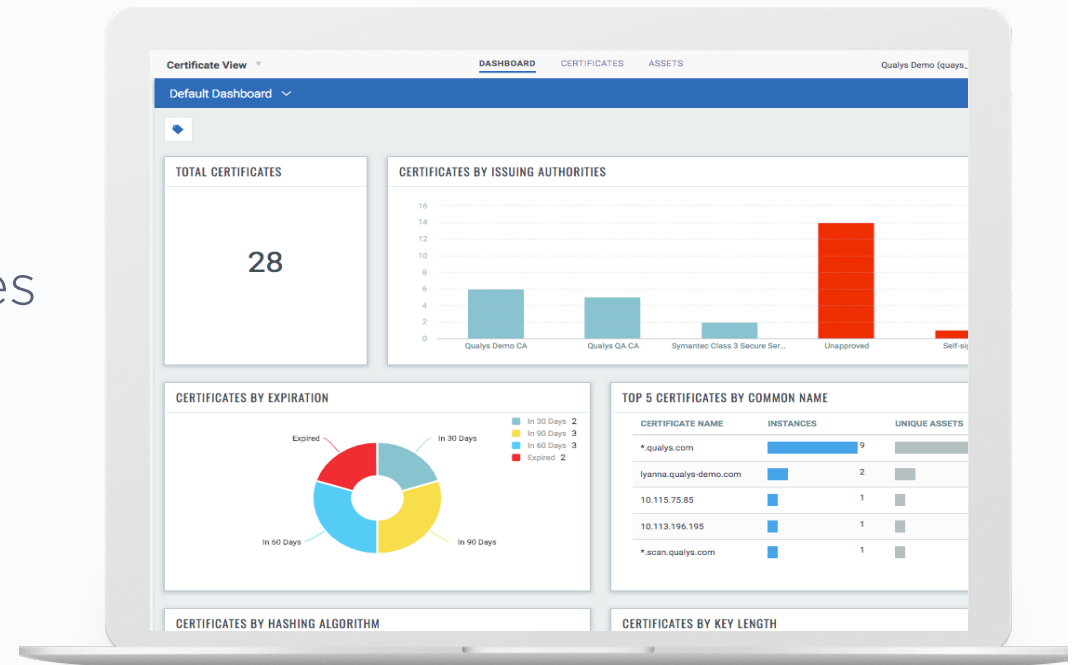 es
Certificate View
DASHBOARD CERTIFICATES ASSETS
Qualys Demo (quays_
Default Dashboard
TOTAL CERTIFICATES
28
CERTIFICATES BY ISSUING AUTHORITIES
16
14
12
10
8
6
4
2
0
Qualys Demo CA Qualys QA CA Symantec Class 3 Secure Ser... Unapproved Self-sig
CERTIFICATES BY EXPIRATION
In 30 Days 2
In 90 Days 3
In 60 Days 3
Expired 2
Expired
In 30 Days
In 60 Days
In 90 Days
TOP 5 CERTIFICATES BY COMMON NAME
CERTIFICATE NAME INSTANCES UNIQUE ASSETS
*.qualys.com 9
lyanna.qualys-demo.com 2
10.115.75.85 1
10.113.196.195 1
*.scan.qualys.com 1
CERTIFICATES BY HASHING ALGORITHM
CERTIFICATES BY KEY LENGTH